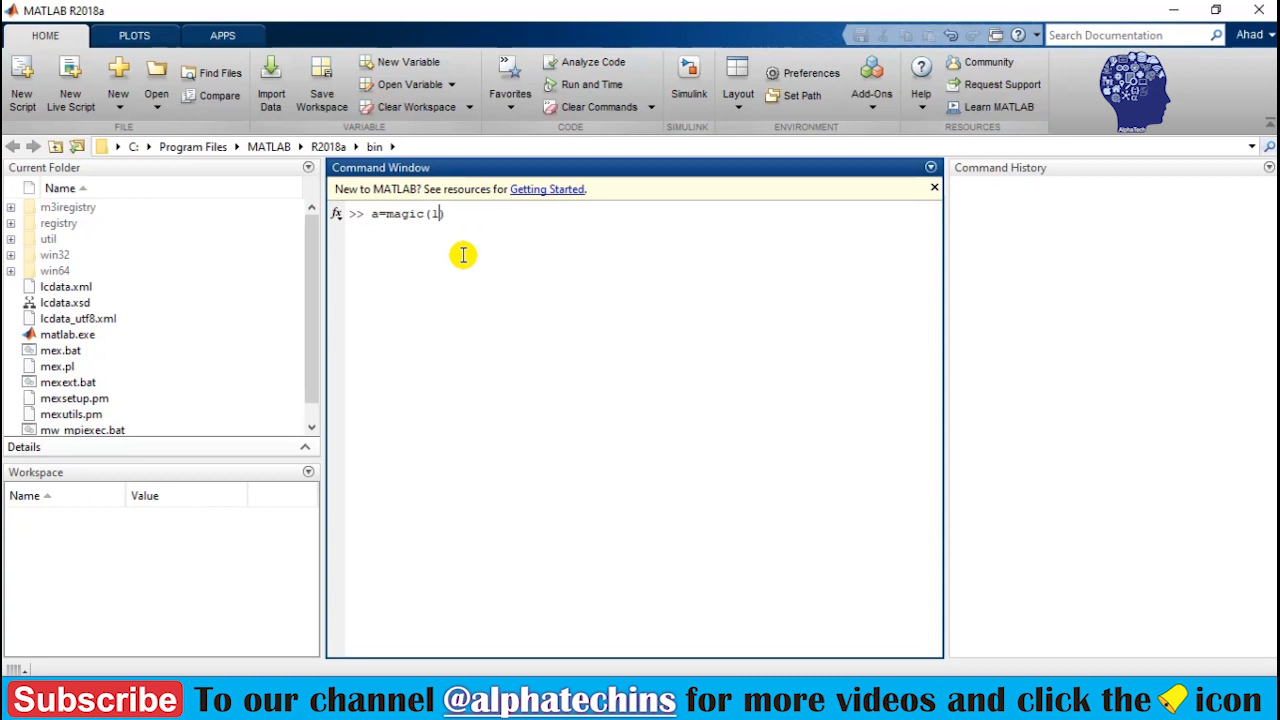 MATLAB R2018a
HOME PLOTS APPS
Search Documentation Ahad
New Script
New Live Script
New
Open
Find Files
Compare
Import Data
Save Workspace
New Variable
Open Variable
Clear Workspace
Favorites
Analyze Code
Run and Time
Clear Commands
Simulink
Layout
Preferences
Set Path
Add-Ons
Help
Community
Request Support
Learn MATLAB
AlphaTech
FILE VARIABLE CODE SIMULINK ENVIRONMENT RESOURCES
C: Program Files MATLAB R2018a bin
Current Folder
Name
m3iregistry
registry
util
win32
win64
lcdata.xml
lcdata.xsd
lcdata_utf8.xml
matlab.exe
mex.bat
mex.pl
mexext.bat
mexsetup.pm
mexutils.pm
mw_mpiexec.bat
Details
Workspace
Name Value
Command Window
New to MATLAB? See resources for Getting Started.
fx >> a=magic(1)
Command History
Subscribe To our channel @alphatechins for more videos and click the icon